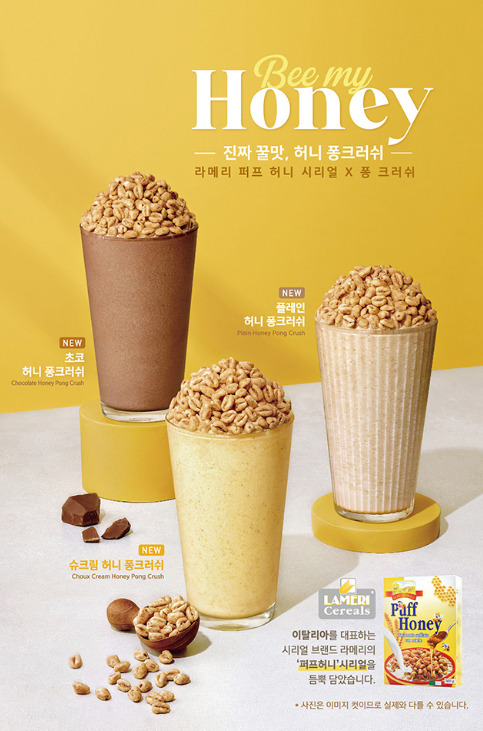 Bee my
Honey
진짜 꿀맛, 허니 퐁크러쉬
라메리 퍼프 허니 시리얼 X 퐁 크러쉬
NEW
초코
허니 퐁크러쉬
Chocolate Honey Pong Crush
NEW
플레인
허니 퐁크러쉬
Plain Honey Pong Crush
NEW
슈크림 허니 퐁크러쉬
Choux Cream Honey Pong Crush
LAMERI
Cereals
이탈리아를 대표하는
시리얼 브랜드 라메리의
'퍼프허니'시리얼을
듬뿍 담았습니다.
Puff
Honey
* 사진은 이미지 컷이므로 실제와 다를 수 있습니다.